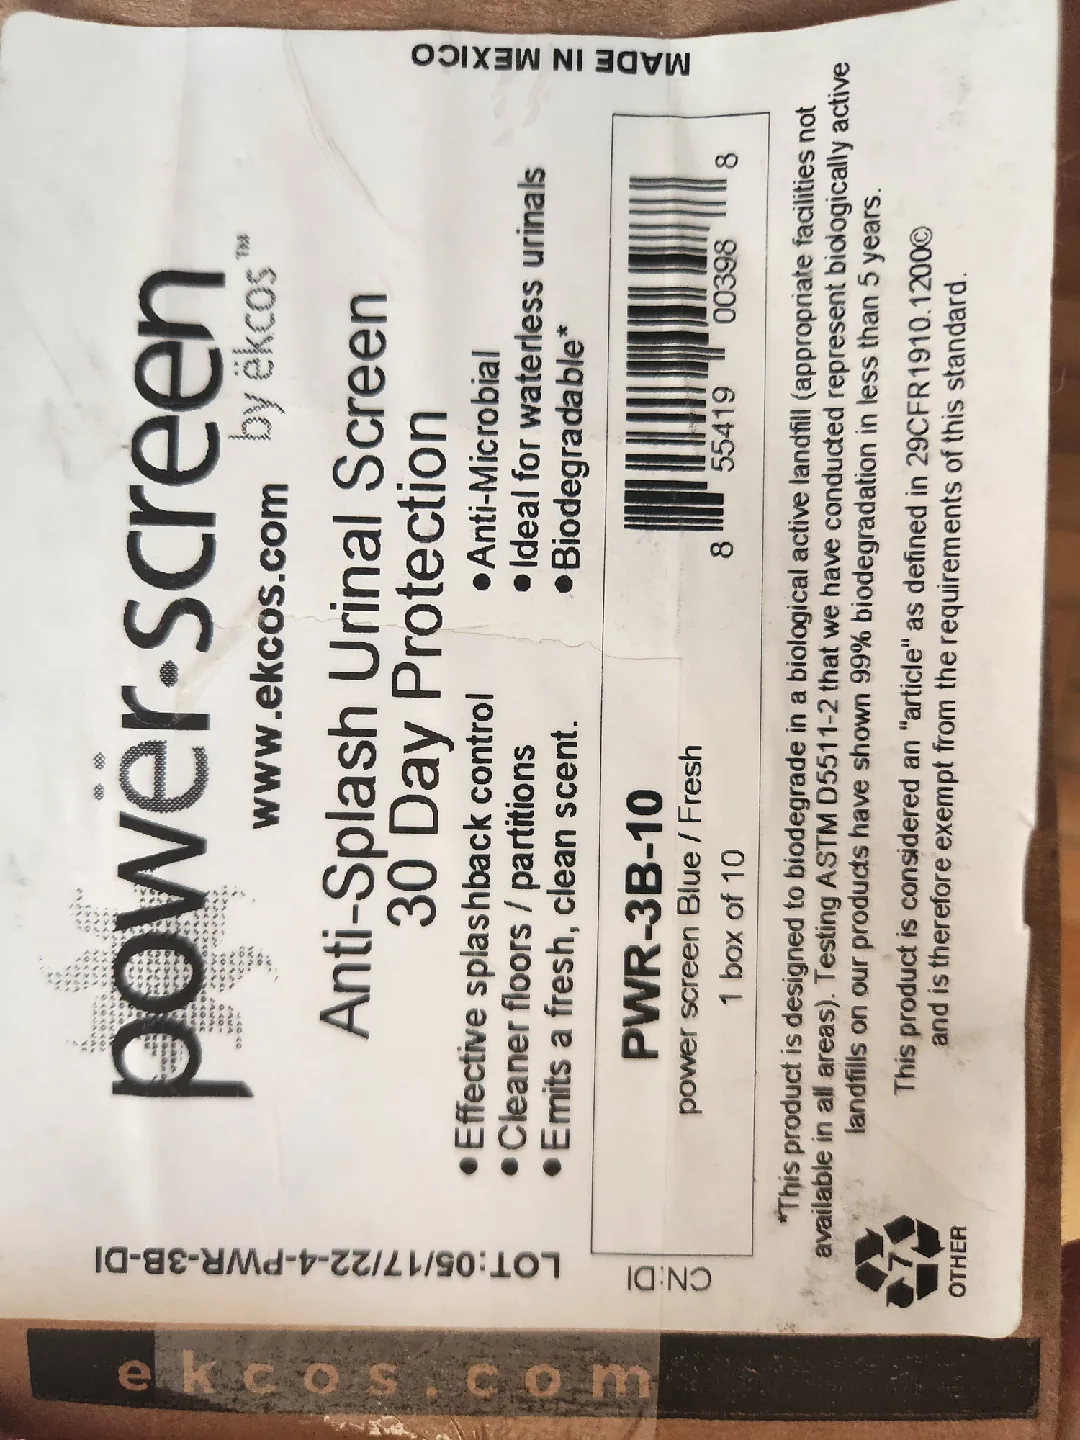 powër·screen
by ëkcos™
www.ekcos.com
Anti-Splash Urinal Screen
30 Day Protection
•Effective splashback control
•Cleaner floors / partitions
•Emits a fresh, clean scent.
•Anti-Microbial
•Ideal for waterless urinals
•Biodegradable*
PWR-3B-10
power screen Blue / Fresh
1 box of 10
8 55419 00398 8
*This product is designed to biodegrade in a biological active landfill (appropriate facilities not
available in all areas). Testing ASTM D5511-2 that we have conducted represent biologically active
landfills on our products have shown 99% biodegradation in less than 5 years.
This product is considered an "article" as defined in 29CFR1910.1200©
and is therefore exempt from the requirements of this standard.
7
OTHER
LOT:05/17/22-4-PWR-3B-DI
CN:DI
MADE IN MEXICO
ekcos.com